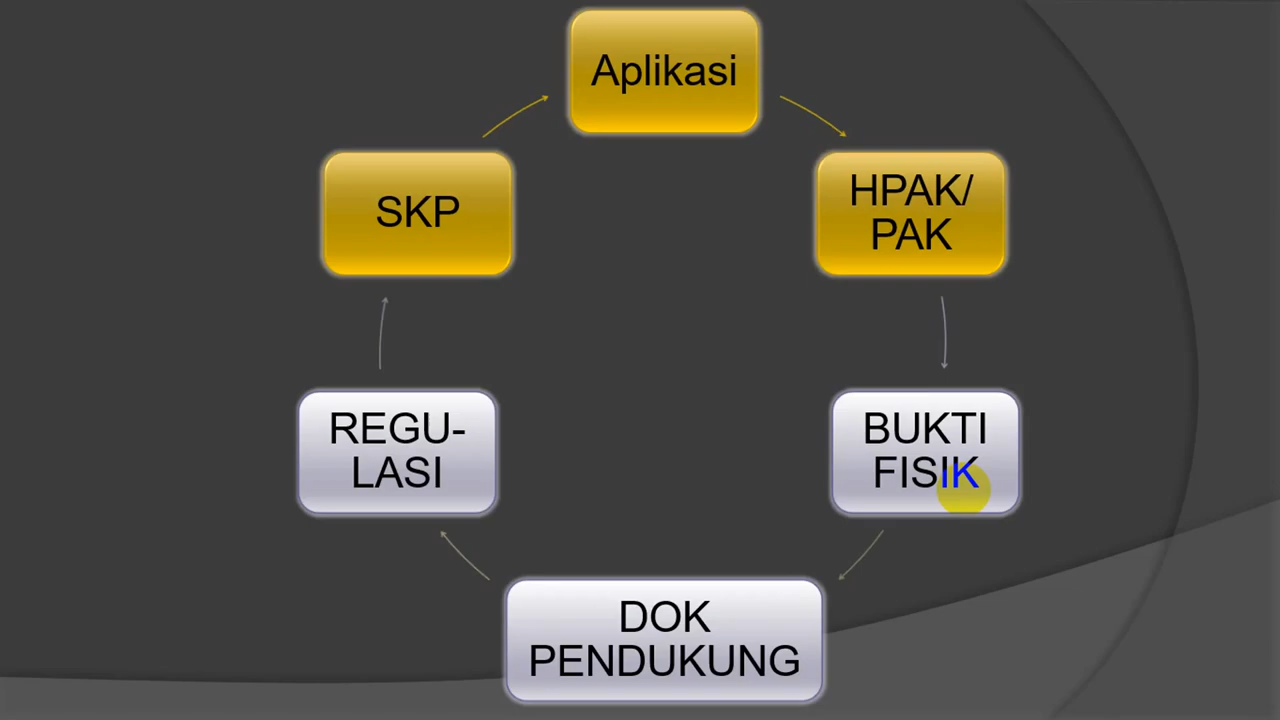 Aplikasi
SKP
HPAK/
PAK
REGU-
LASI
BUKTI
FISIK
DOK
PENDUKUNG